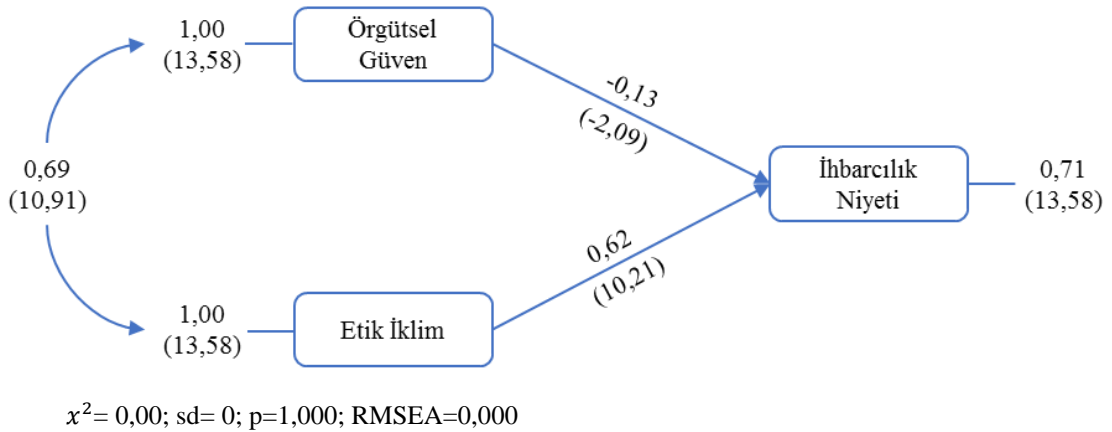 1,00
(13,58)
Örgütsel
Güven
-0,13
(-2,09)
0,69
(10,91)
İhbarcılık
Niyeti
0,71
(13,58)
0,62
(10,21)
1,00
(13,58)
Etik İklim
𝑥²= 0,00; sd= 0; p=1,000; RMSEA=0,000